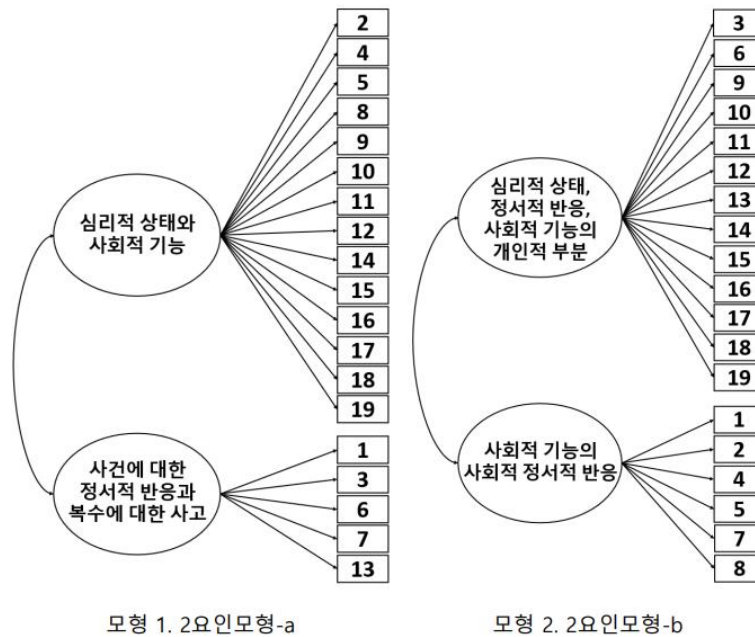 2
4
5
8
9
10
11
12
14
15
16
17
18
19
심리적 상태와
사회적 기능
1
3
6
7
13
사건에 대한
정서적 반응과
복수에 대한 사고
모형 1. 2요인모형-a
3
6
9
10
11
12
13
14
15
16
17
18
19
심리적 상태,
정서적 반응,
사회적 기능의
개인적 부분
1
2
4
5
7
8
사회적 기능의
사회적 정서적 반응
모형 2. 2요인모형-b